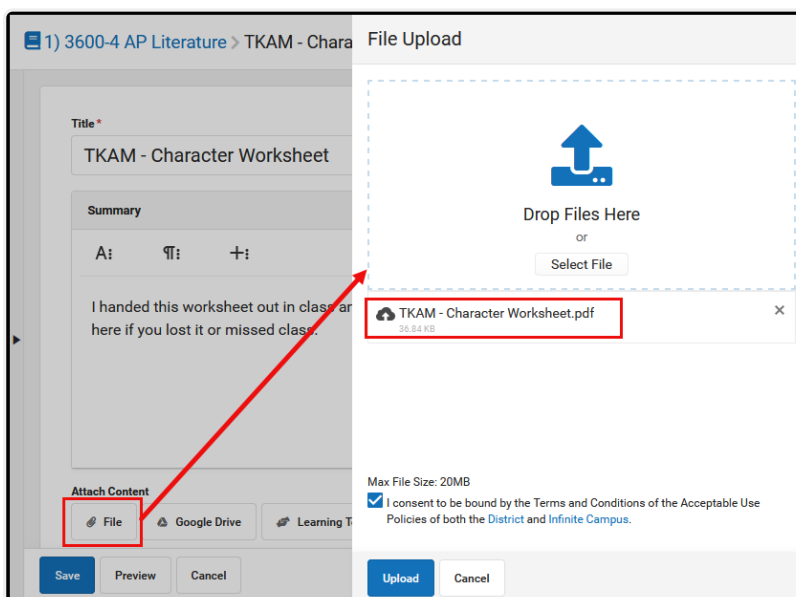 1) 3600-4 AP Literature > TKAM - Chara
Title *
TKAM - Character Worksheet
Summary
I handed this worksheet out in class an
here if you lost it or missed class.
Attach Content
File
Google Drive
Learning T
Save
Preview
Cancel
File Upload
Drop Files Here
or
Select File
TKAM - Character Worksheet.pdf
36.84 KB
Max File Size: 20MB
I consent to be bound by the Terms and Conditions of the Acceptable Use
Policies of both the District and Infinite Campus.
Upload
Cancel